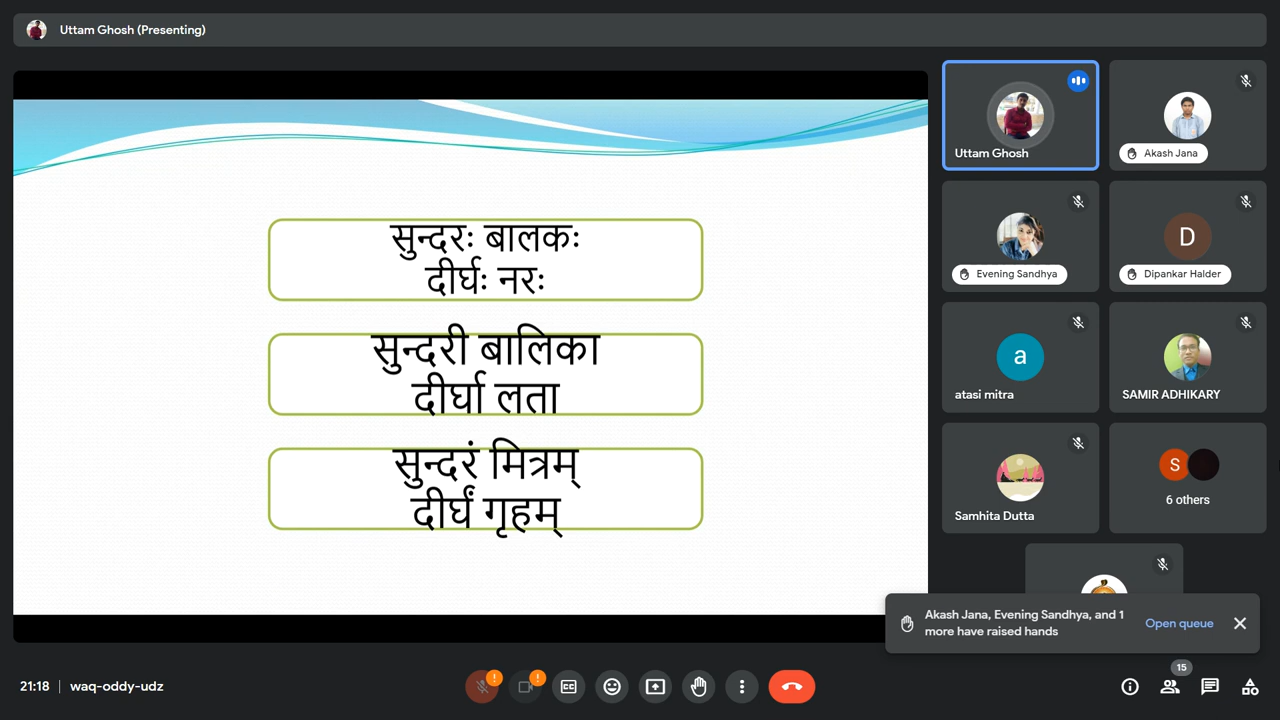 Uttam Ghosh (Presenting)
सुन्दरः बालकः
दीर्घः नरः
सुन्दरी बालिका
दीर्घा लता
सुन्दरं मित्रम्
दीर्घं गृहम्
Uttam Ghosh
Akash Jana
Evening Sandhya
D
Dipankar Halder
a
atasi mitra
SAMIR ADHIKARY
Samhita Dutta
S
6 others
Akash Jana, Evening Sandhya, and 1
more have raised hands
Open queue
21:18 | waq-oddy-udz
15